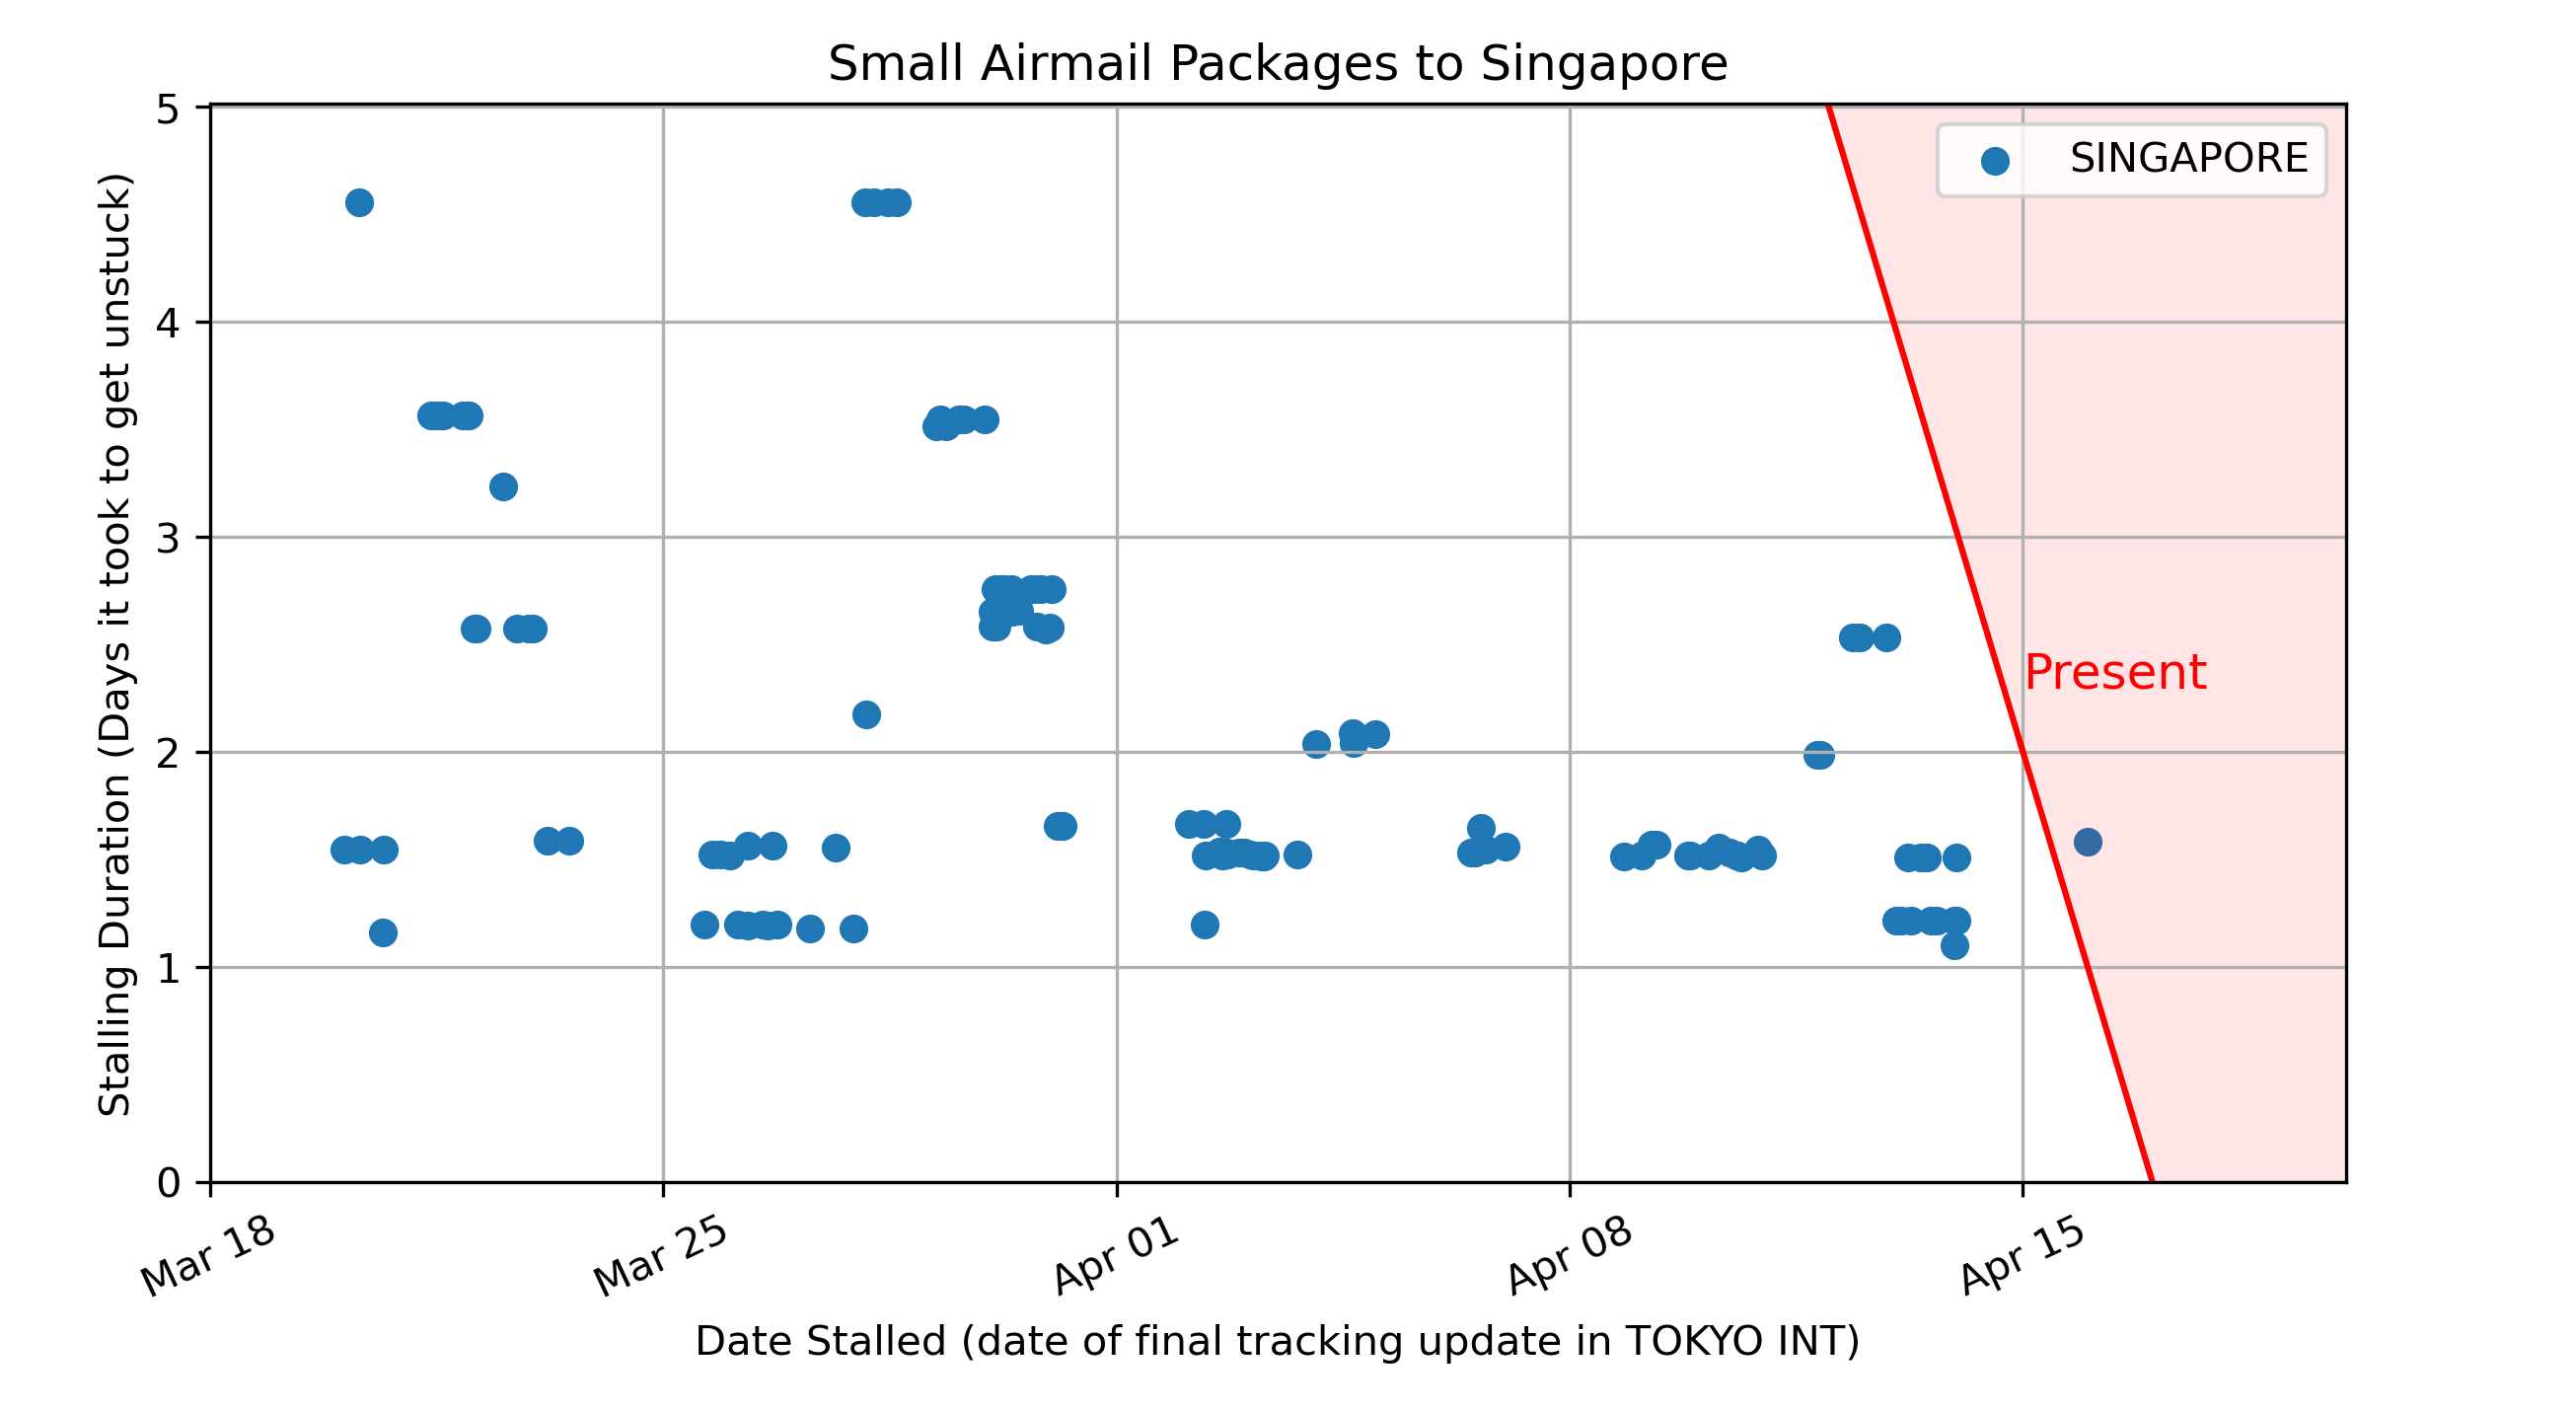 Small Airmail Packages to Singapore
Stalling Duration (Days it took to get unstuck)
5
4
3
2
1
0
SINGAPORE
Present
Mar 18
Mar 25
Apr 01
Apr 08
Apr 15
Date Stalled (date of final tracking update in TOKYO INT)